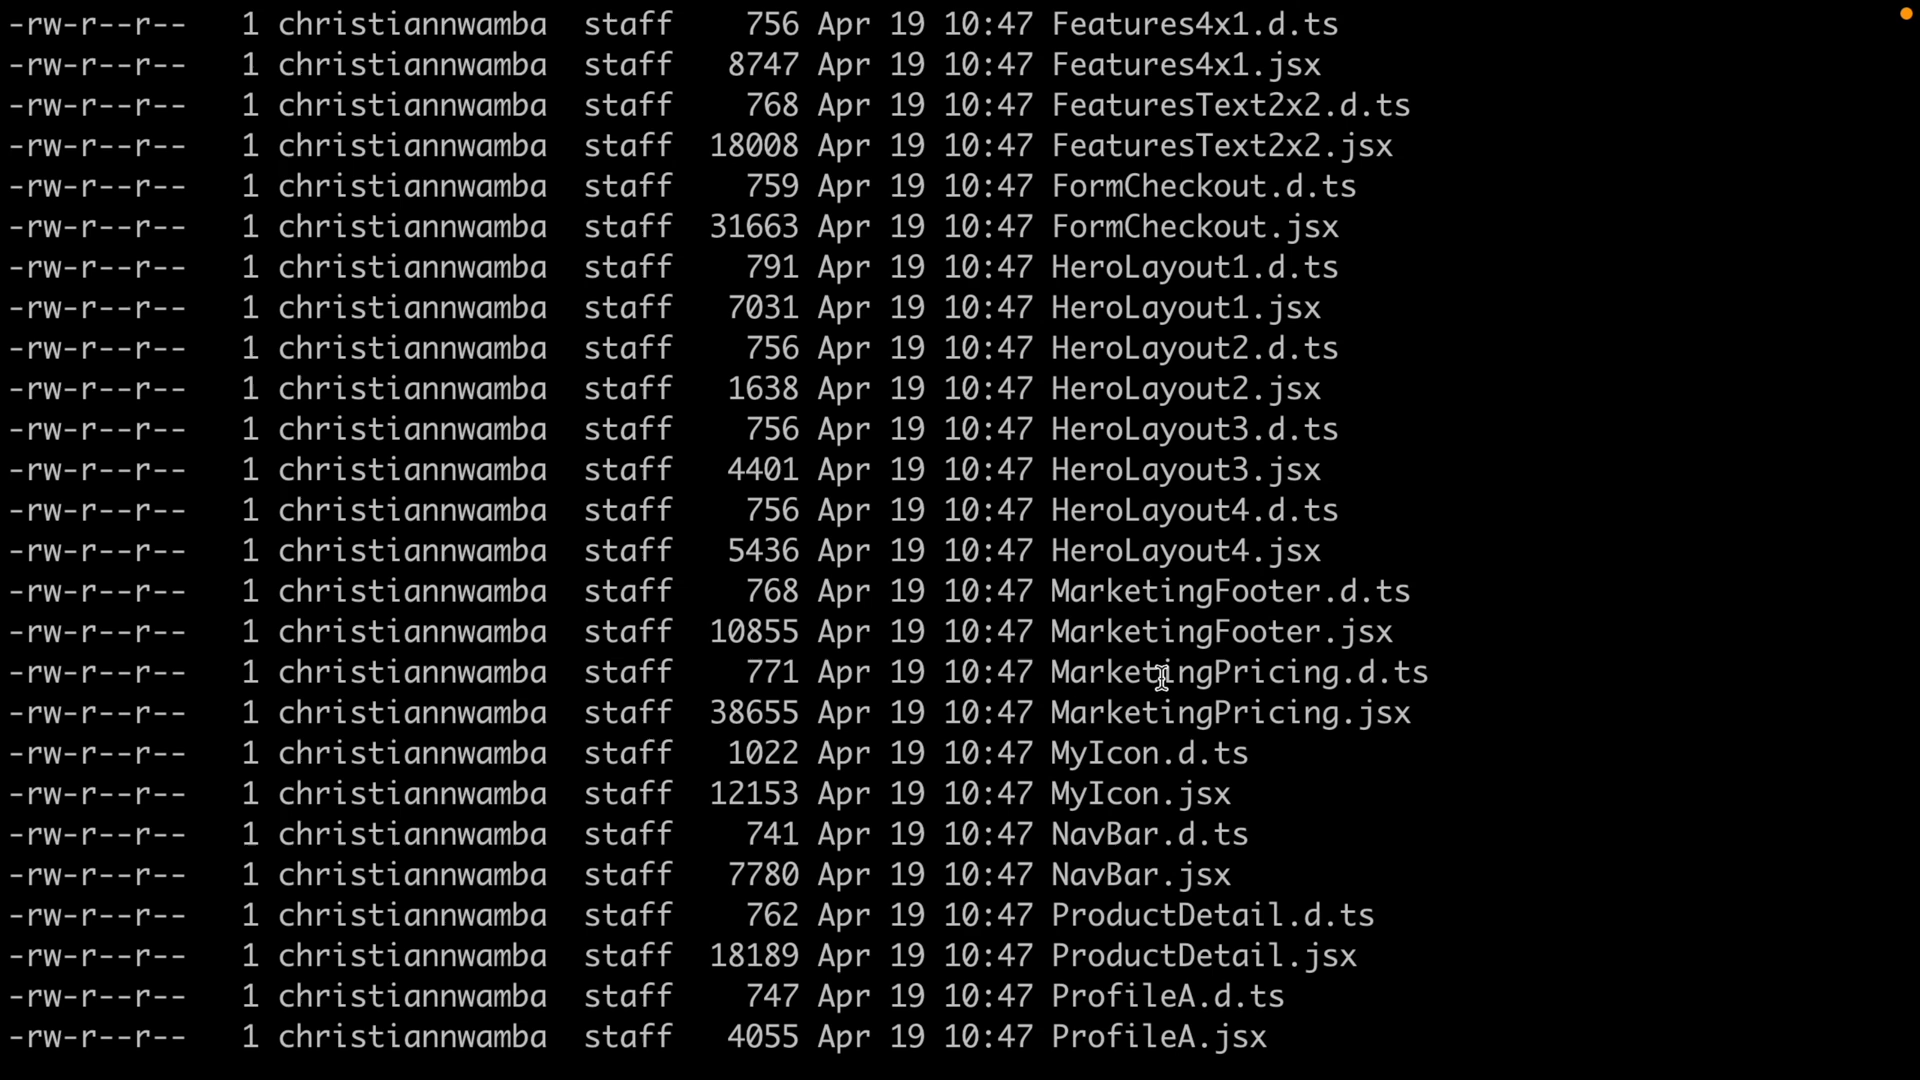 -rw-r--r-- 1 christiannwamba staff 756 Apr 19 10:47 Features4x1.d.ts
-rw-r--r-- 1 christiannwamba staff 8747 Apr 19 10:47 Features4x1.jsx
-rw-r--r-- 1 christiannwamba staff 768 Apr 19 10:47 FeaturesText2x2.d.ts
-rw-r--r-- 1 christiannwamba staff 18008 Apr 19 10:47 FeaturesText2x2.jsx
-rw-r--r-- 1 christiannwamba staff 759 Apr 19 10:47 FormCheckout.d.ts
-rw-r--r-- 1 christiannwamba staff 31663 Apr 19 10:47 FormCheckout.jsx
-rw-r--r-- 1 christiannwamba staff 791 Apr 19 10:47 HeroLayout1.d.ts
-rw-r--r-- 1 christiannwamba staff 7031 Apr 19 10:47 HeroLayout1.jsx
-rw-r--r-- 1 christiannwamba staff 756 Apr 19 10:47 HeroLayout2.d.ts
-rw-r--r-- 1 christiannwamba staff 1638 Apr 19 10:47 HeroLayout2.jsx
-rw-r--r-- 1 christiannwamba staff 756 Apr 19 10:47 HeroLayout3.d.ts
-rw-r--r-- 1 christiannwamba staff 4401 Apr 19 10:47 HeroLayout3.jsx
-rw-r--r-- 1 christiannwamba staff 756 Apr 19 10:47 HeroLayout4.d.ts
-rw-r--r-- 1 christiannwamba staff 5436 Apr 19 10:47 HeroLayout4.jsx
-rw-r--r-- 1 christiannwamba staff 768 Apr 19 10:47 MarketingFooter.d.ts
-rw-r--r-- 1 christiannwamba staff 10855 Apr 19 10:47 MarketingFooter.jsx
-rw-r--r-- 1 christiannwamba staff 771 Apr 19 10:47 MarketingPricing.d.ts
-rw-r--r-- 1 christiannwamba staff 38655 Apr 19 10:47 MarketingPricing.jsx
-rw-r--r-- 1 christiannwamba staff 1022 Apr 19 10:47 MyIcon.d.ts
-rw-r--r-- 1 christiannwamba staff 12153 Apr 19 10:47 MyIcon.jsx
-rw-r--r-- 1 christiannwamba staff 741 Apr 19 10:47 NavBar.d.ts
-rw-r--r-- 1 christiannwamba staff 7780 Apr 19 10:47 NavBar.jsx
-rw-r--r-- 1 christiannwamba staff 762 Apr 19 10:47 ProductDetail.d.ts
-rw-r--r-- 1 christiannwamba staff 18189 Apr 19 10:47 ProductDetail.jsx
-rw-r--r-- 1 christiannwamba staff 747 Apr 19 10:47 ProfileA.d.ts
-rw-r--r-- 1 christiannwamba staff 4055 Apr 19 10:47 ProfileA.jsx